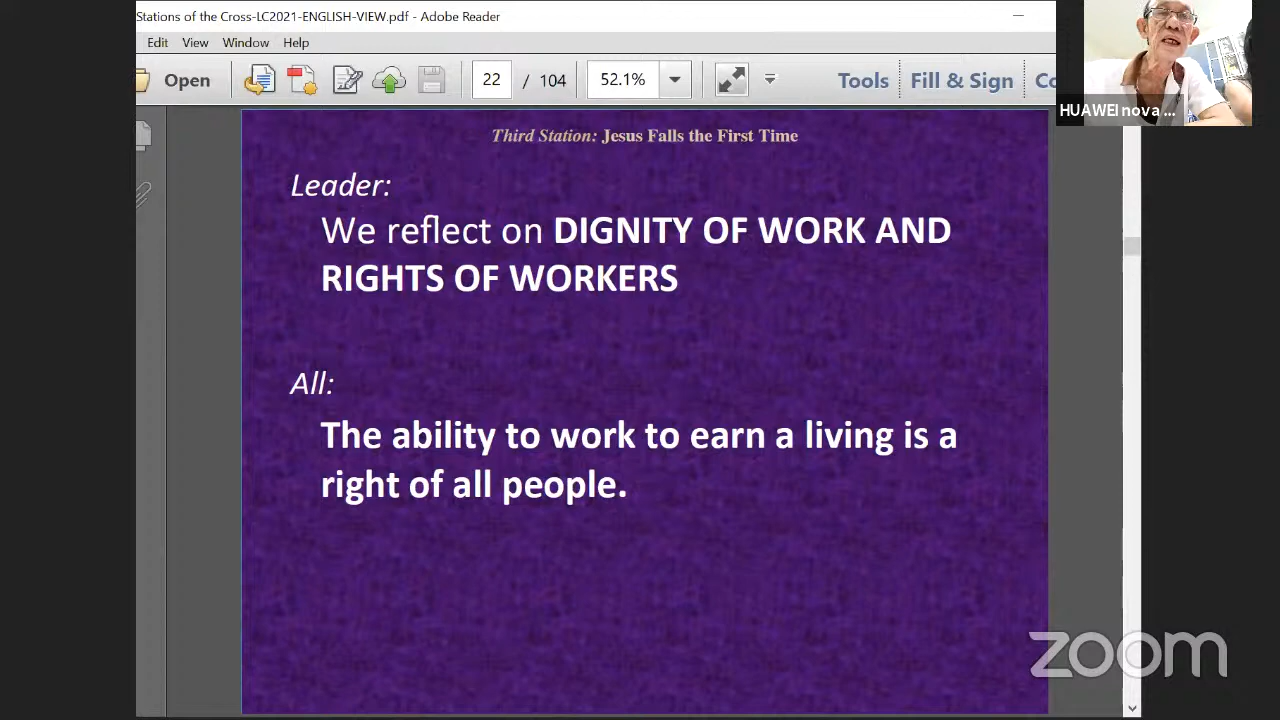 Stations of the Cross-LC2021-ENGLISH-VIEW.pdf - Adobe Reader
Edit View Window Help
Open 22 / 104 52.1% Tools Fill & Sign Co
HUAWEI nova ...
Third Station: Jesus Falls the First Time
Leader:
We reflect on DIGNITY OF WORK AND
RIGHTS OF WORKERS
All:
The ability to work to earn a living is a
right of all people.
zoom